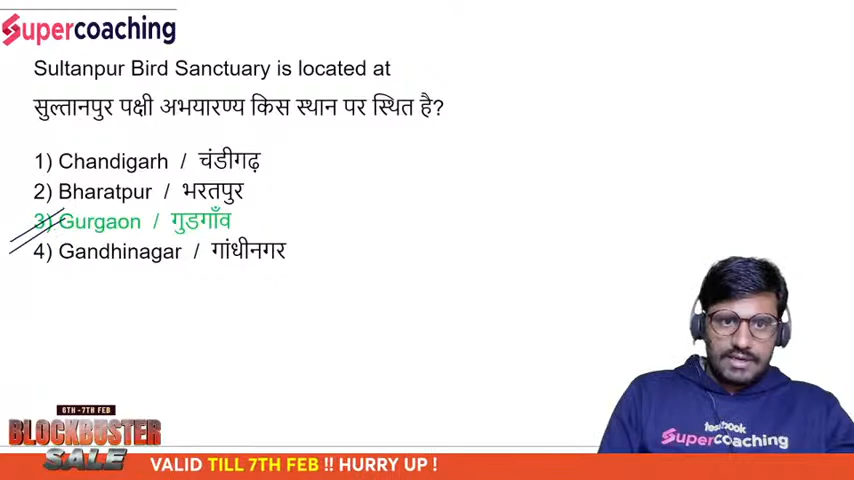 Supercoaching
Sultanpur Bird Sanctuary is located at
सुल्तानपुर पक्षी अभयारण्य किस स्थान पर स्थित है?
1) Chandigarh / चंडीगढ़
2) Bharatpur / भरतपुर
3) Gurgaon / गुडगाँव
4) Gandhinagar / गांधीनगर
testbook
Supercoaching
6TH -7TH FEB
BLOCKBUSTER
SALE
VALID TILL 7TH FEB !! HURRY UP !